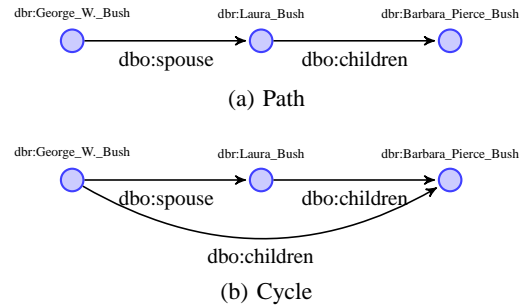 dbr:George_W._Bush dbr:Laura_Bush dbr:Barbara_Pierce_Bush
dbo:spouse dbo:children
(a) Path
dbr:George_W._Bush dbr:Laura_Bush dbr:Barbara_Pierce_Bush
dbo:spouse dbo:children
dbo:children
(b) Cycle